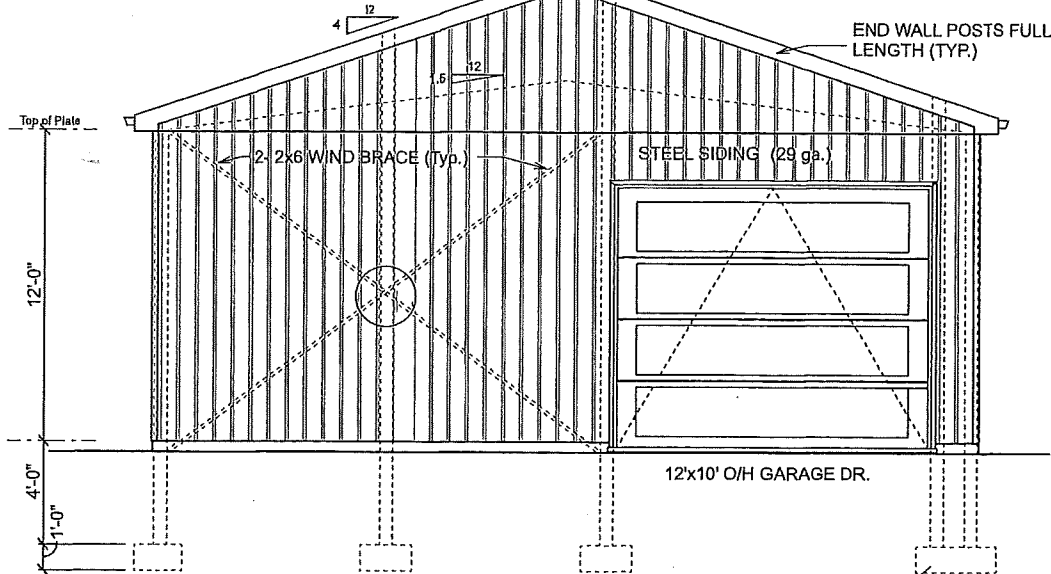 12
4
END WALL POSTS FULL
LENGTH (TYP.)
12
1.5
Top of Plate
2- 2x6 WIND BRACE (Typ.)
STEEL SIDING (29 ga.)
12'-0"
12'x10' O/H GARAGE DR.
4'-0"
1'-0"